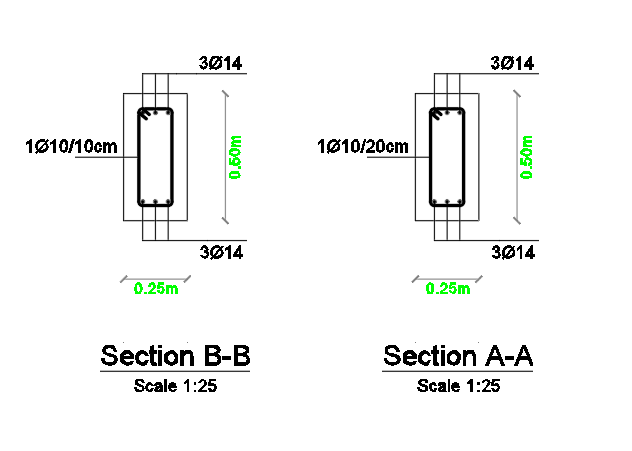 3Ø14
1Ø10/10cm
0.50m
3Ø14
0.25m
Section B-B
Scale 1:25
3Ø14
1Ø10/20cm
0.50m
3Ø14
0.25m
Section A-A
Scale 1:25